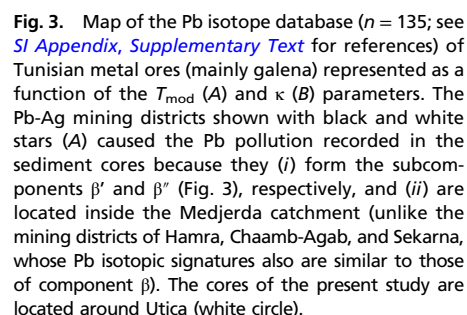 Fig. 3. Map of the Pb isotope database (n = 135; see
SI Appendix, Supplementary Text for references) of
Tunisian metal ores (mainly galena) represented as a
function of the Tmod (A) and κ (B) parameters. The
Pb-Ag mining districts shown with black and white
stars (A) caused the Pb pollution recorded in the
sediment cores because they (i) form the subcom-
ponents β′ and β″ (Fig. 3), respectively, and (ii) are
located inside the Medjerda catchment (unlike the
mining districts of Hamra, Chaamb-Agab, and Sekarna,
whose Pb isotopic signatures also are similar to those
of component β). The cores of the present study are
located around Utica (white circle).